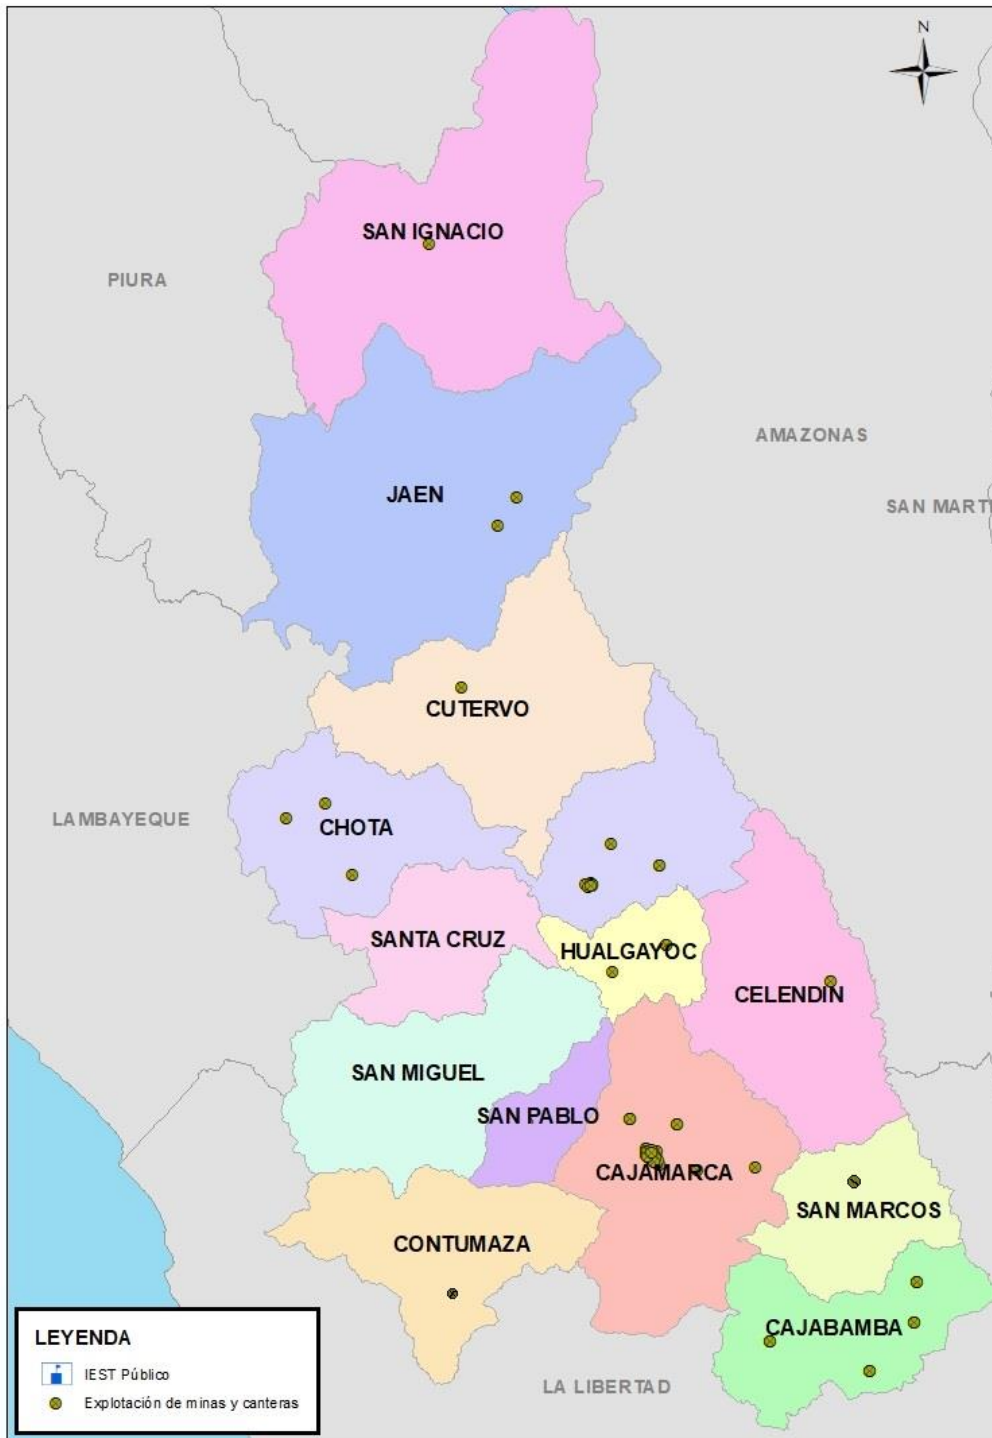 N
SAN IGNACIO
PIURA
AMAZONAS
JAEN
SAN MARTI
CUTERVO
LAMBAYEQUE
CHOTA
SANTA CRUZ
HUALGAYOC
CELENDIN
SAN MIGUEL
SAN PABLO
CAJAMARCA
SAN MARCOS
CONTUMAZA
CAJABAMBA
LA LIBERTAD
LEYENDA
IEST Público
Explotación de minas y canteras